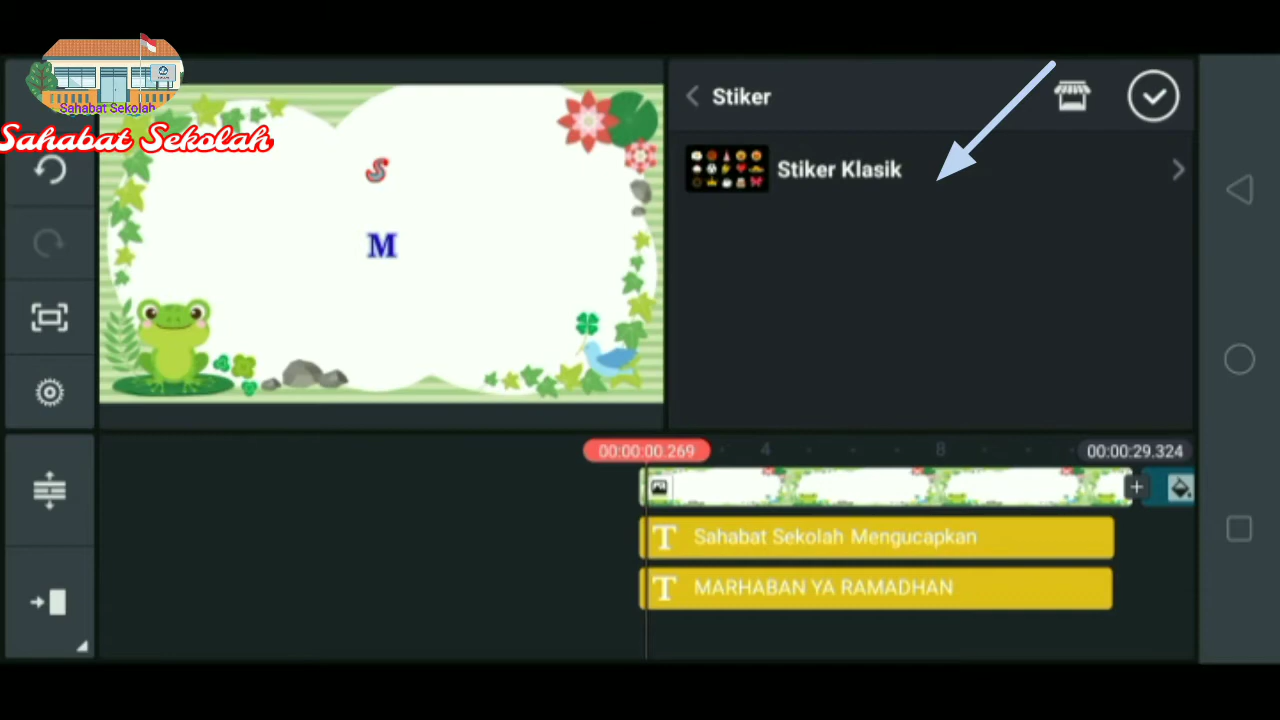 Sahabat Sekolah
Sahabat Sekolah
Stiker
Stiker Klasik
S
M
00:00:00.269
4
8
00:00:29.324
T Sahabat Sekolah Mengucapkan
T MARHABAN YA RAMADHAN